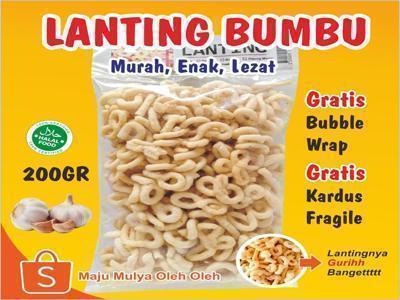 LANTING BUMBU
LANTING
Murah, Enak, Lezat
Gratis
Bubble
Wrap
HALAL
FOOD
200GR
Gratis
Kardus
Fragile
Lantingnya
Gurihh
Bangettttt
S
Maju Mulya Oleh Oleh